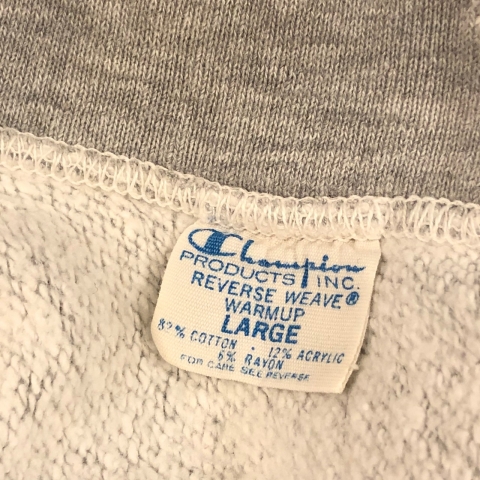 Champion
PRODUCTS INC.
REVERSE WEAVE®
WARMUP
LARGE
82% COTTON · 12% ACRYLIC
6% RAYON
FOR CARE SEE REVERSE